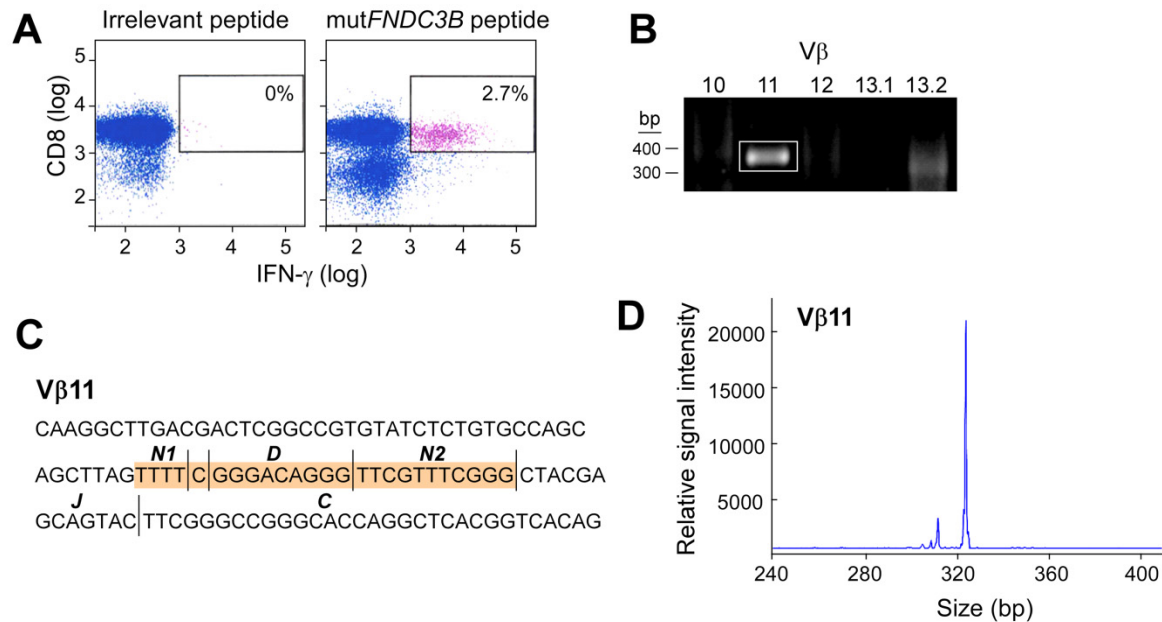 A
Irrelevant peptide
mutFNDC3B peptide
CD8 (log)
5
4
3
2
0%
2.7%
2 3 4 5
2 3 4 5
IFN-γ (log)
B
Vβ
10 11 12 13.1 13.2
bp
400
300
C
Vβ11
CAAGGCTTGACGACTCGGCCGTGTATCTCTGTGCCAGC
N1 D N2
AGCTTAGTTTTCGGGACAGGGTTCGTTTCGGGCTACGA
J C
GCAGTACTTCGGGCCGGGCACCAGGCTCACGGTCACAG
D
Vβ11
Relative signal intensity
20000
15000
10000
5000
240 280 320 360 400
Size (bp)